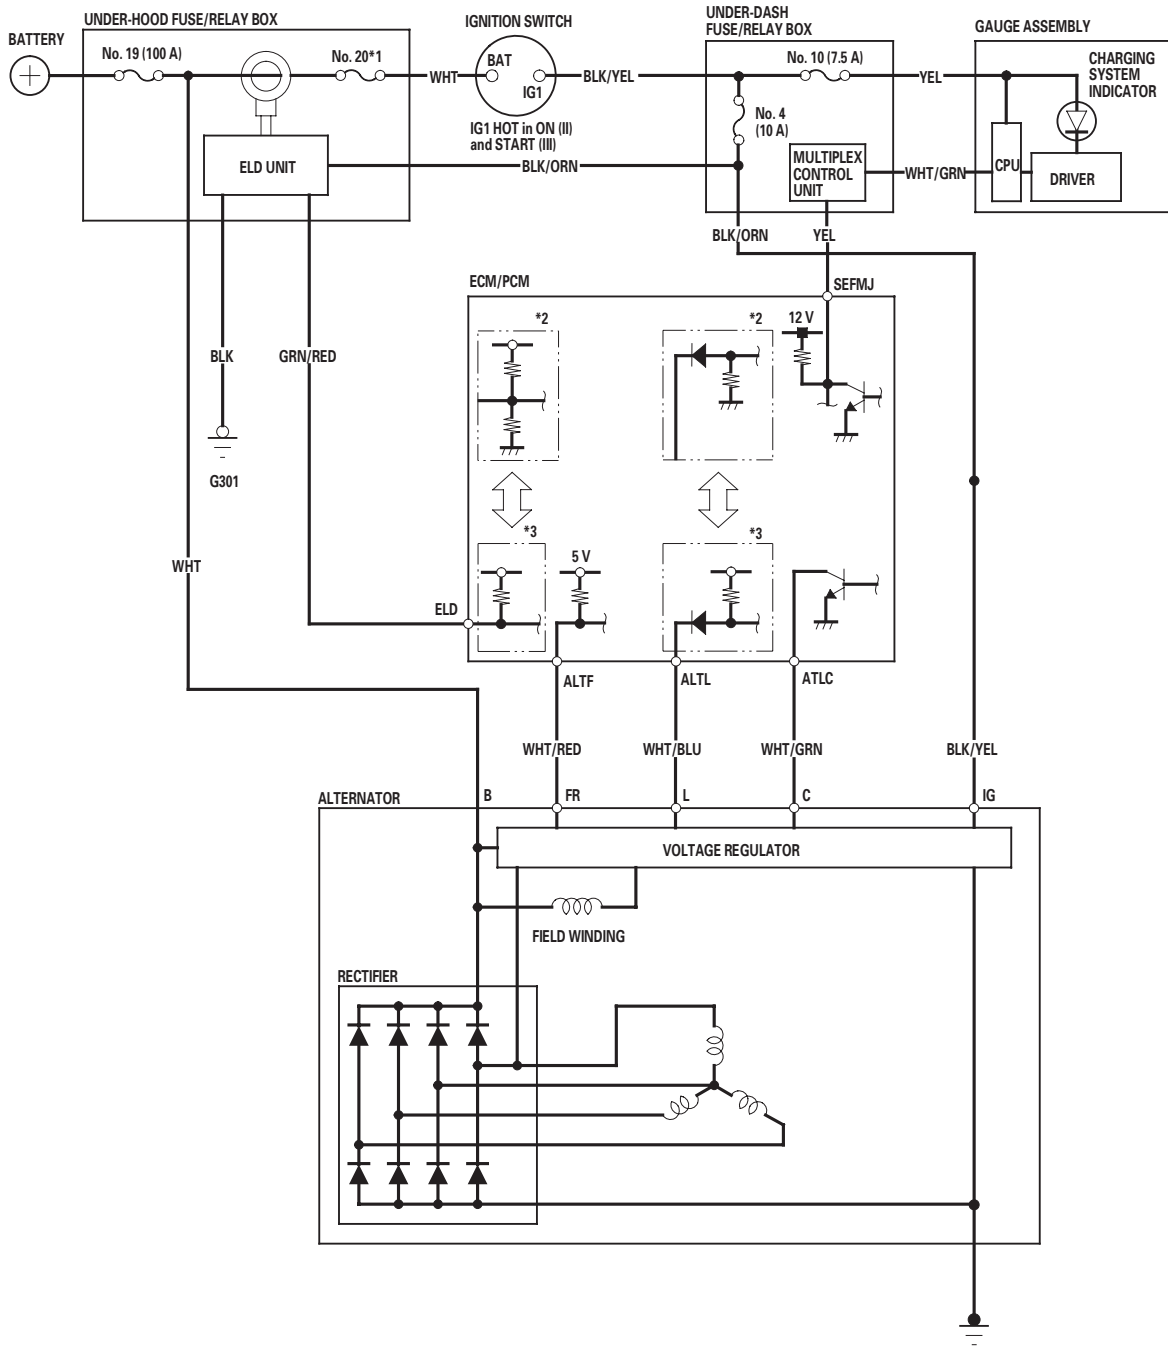 BATTERY
UNDER-HOOD FUSE/RELAY BOX
No. 19 (100 A)
No. 20*1
WHT
IGNITION SWITCH
BAT
IG1
IG1 HOT in ON (II)
and START (III)
BLK/YEL
UNDER-DASH
FUSE/RELAY BOX
No. 10 (7.5 A)
No. 4
(10 A)
YEL
GAUGE ASSEMBLY
CHARGING
SYSTEM
INDICATOR
ELD UNIT
BLK/ORN
MULTIPLEX
CONTROL
UNIT
WHT/GRN
CPU
DRIVER
BLK/ORN
YEL
ECM/PCM
SEFMJ
*2
*2
12 V
BLK
GRN/RED
G301
*3
*3
5 V
WHT
ELD
ALTF
ALTL
ATLC
WHT/RED
WHT/BLU
WHT/GRN
BLK/YEL
ALTERNATOR
B
FR
L
C
IG
VOLTAGE REGULATOR
FIELD WINDING
RECTIFIER